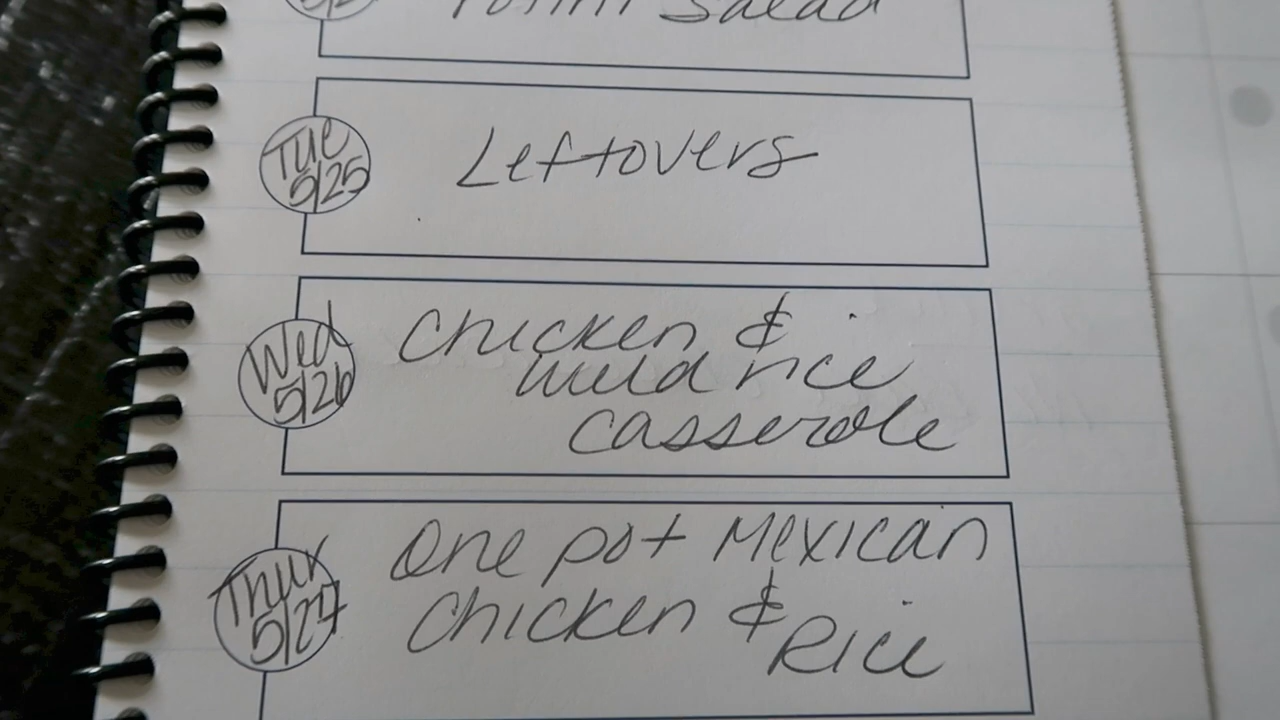 Salad
Tue
5/25
Leftovers
Wed
5/26
Chicken &
wild rice
casserole
Thur
5/27
One pot Mexican
Chicken &
Rice